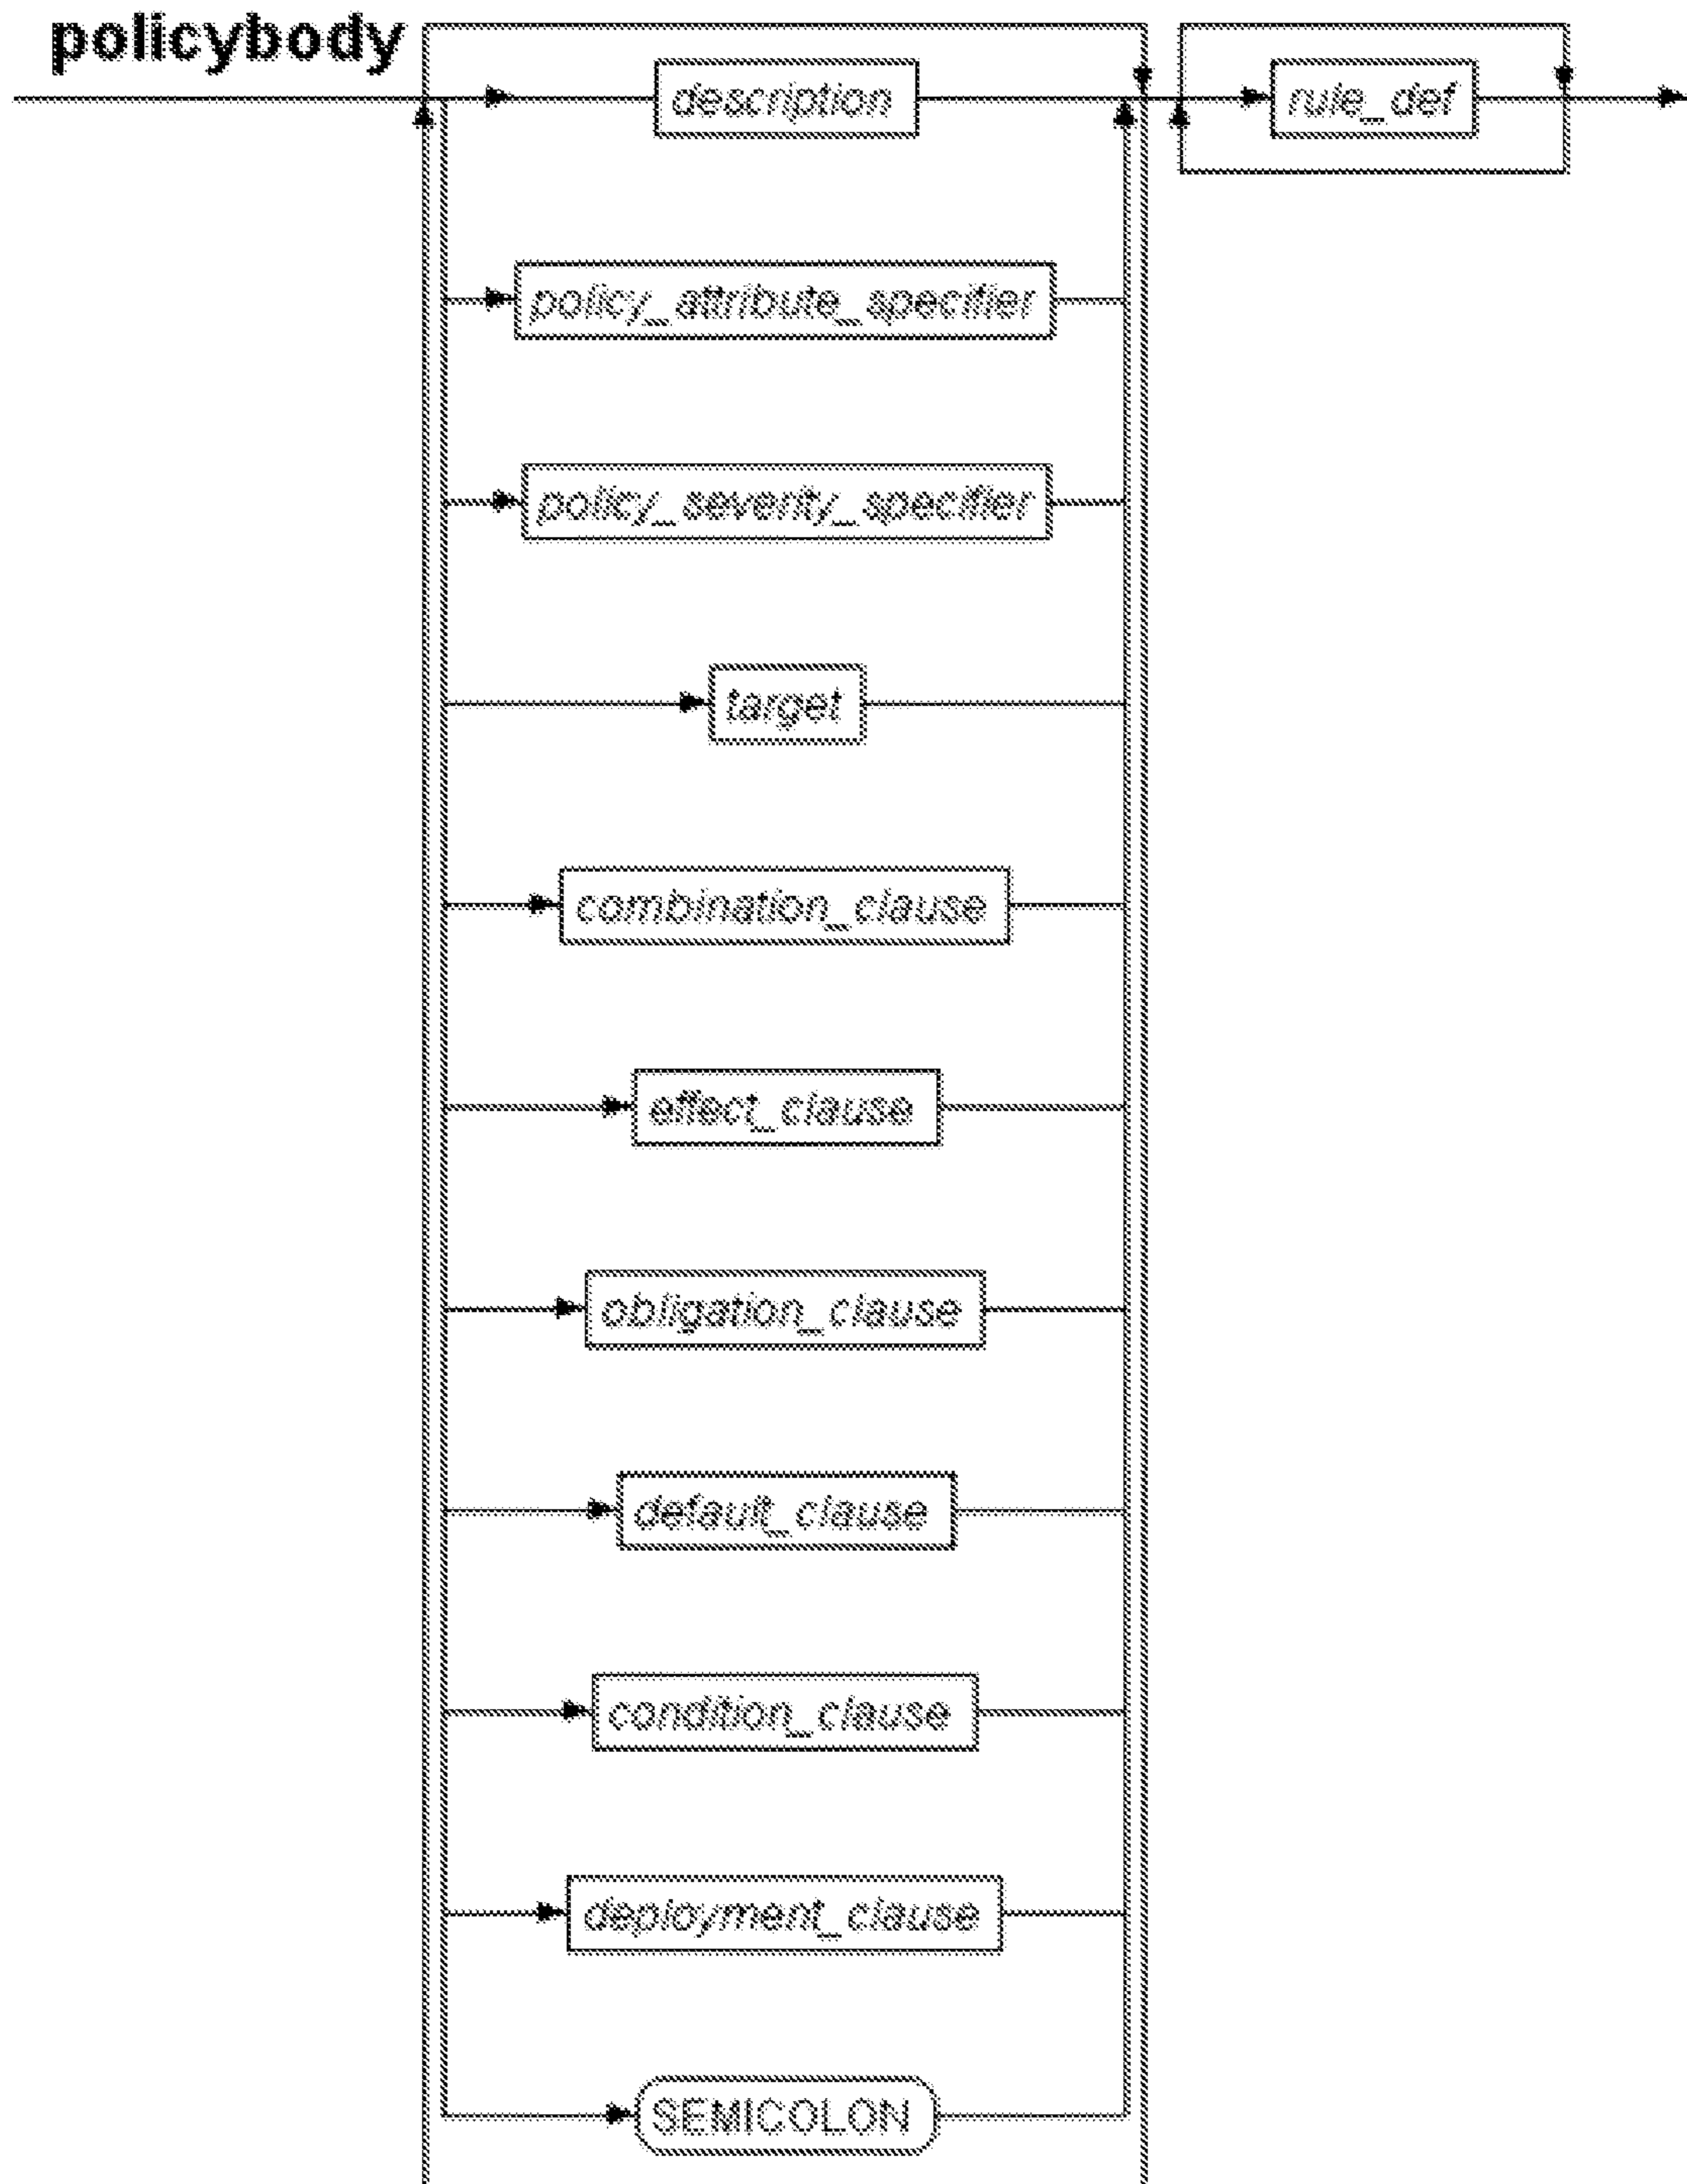 policybody
description
rule_def
policy_attribute_specifier
policy_severity_specifier
target
combination_clause
effect_clause
obligation_clause
default_clause
condition_clause
deployment_clause
SEMICOLON